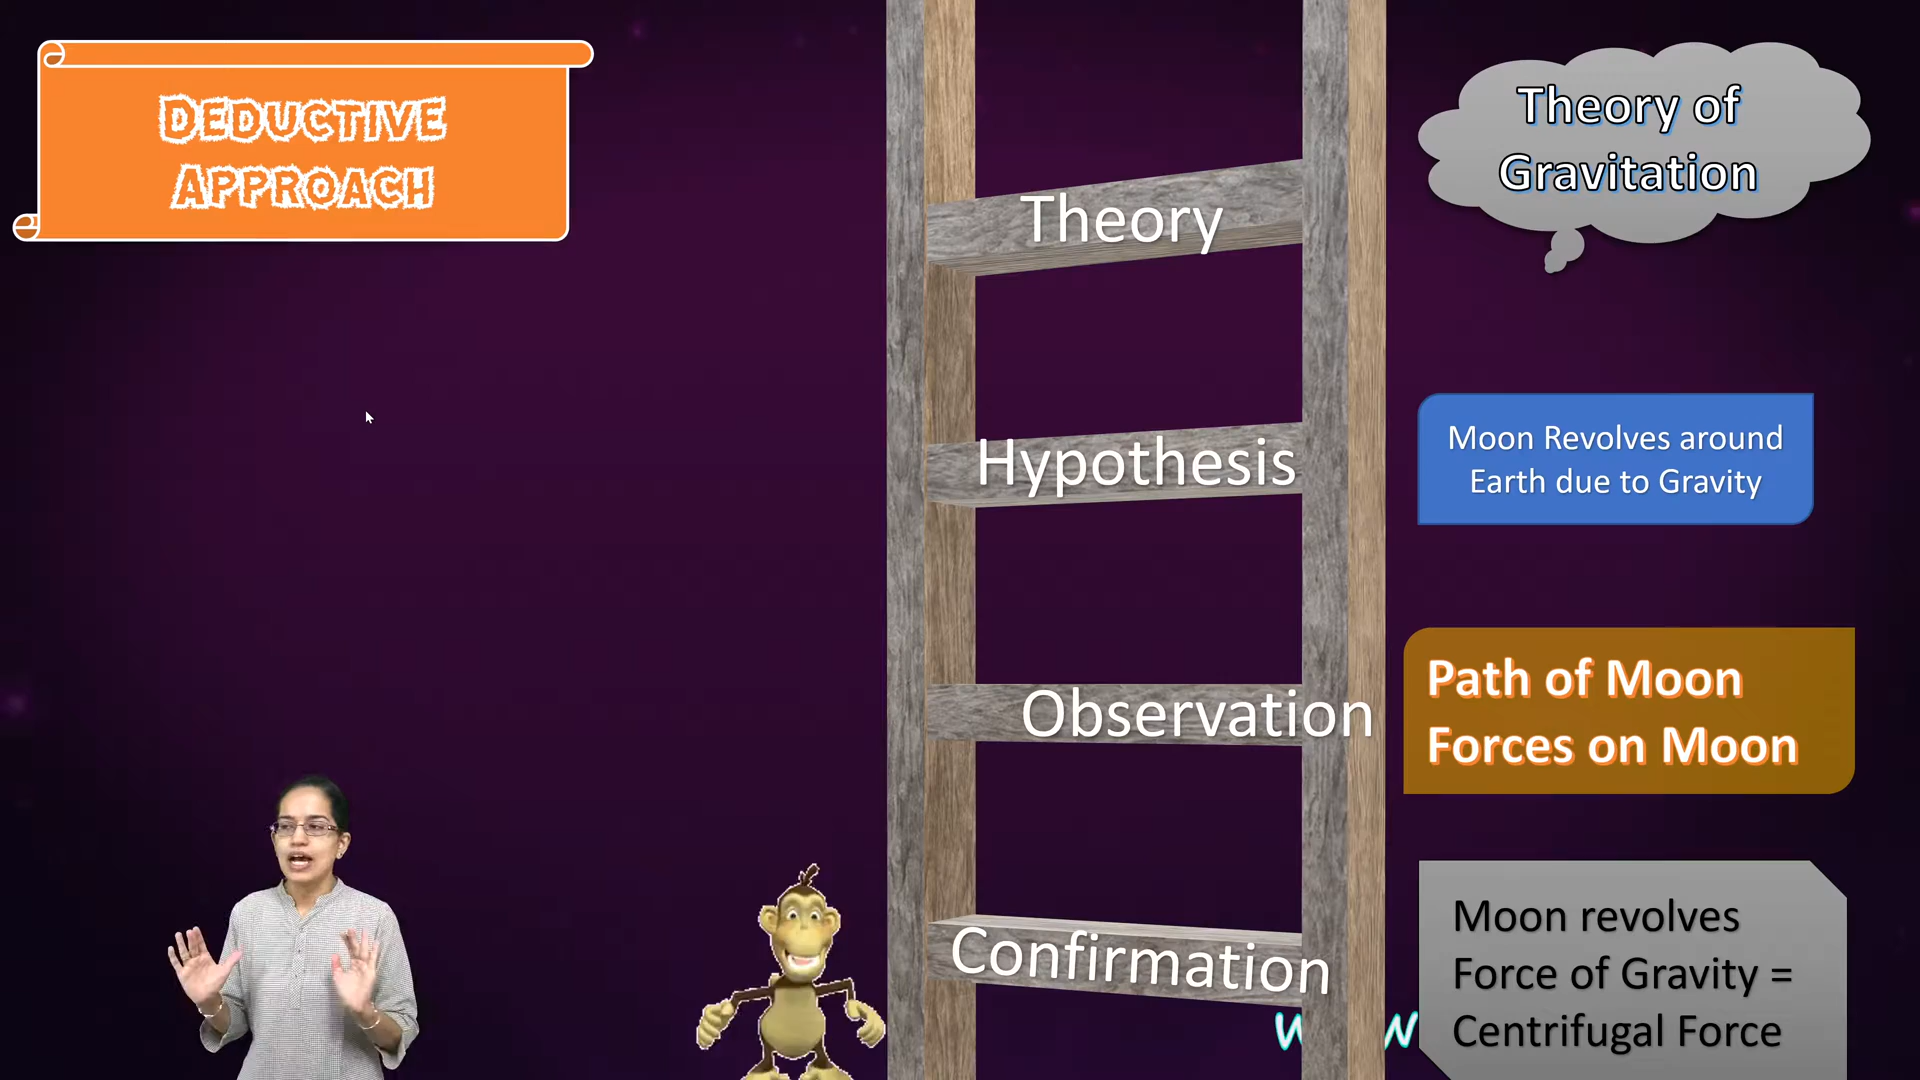 DEDUCTIVE
APPROACH
Theory of
Gravitation
Theory
Hypothesis
Moon Revolves around
Earth due to Gravity
Observation
Path of Moon
Forces on Moon
Confirmation
Moon revolves
Force of Gravity =
Centrifugal Force